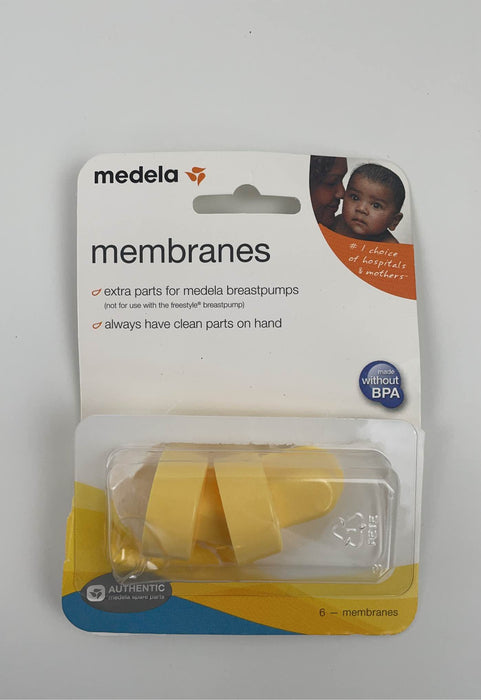 medela
# 1 choice
of hospitals
& mothers
membranes
extra parts for medela breastpumps
(not for use with the freestyle® breastpump)
always have clean parts on hand
made
without
BPA
PETE
AUTHENTIC
medela spare parts
6 — membranes